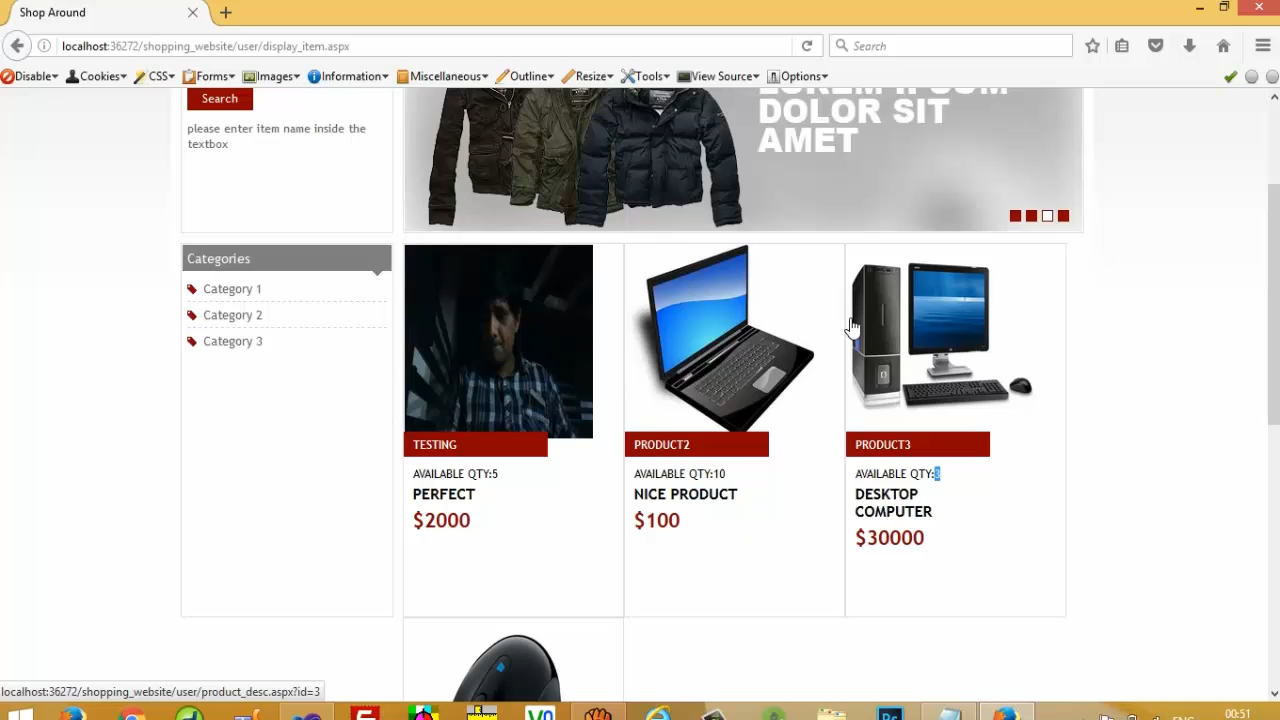 Shop Around
localhost:36272/shopping_website/user/display_item.aspx
Search
Disable
Cookies
CSS
Forms
Images
Information
Miscellaneous
Outline
Resize
Tools
View Source
Options
Search
please enter item name inside the
textbox
DOLOR SIT
AMET
Categories
Category 1
Category 2
Category 3
TESTING
AVAILABLE QTY:5
PERFECT
$2000
PRODUCT2
AVAILABLE QTY:10
NICE PRODUCT
$100
PRODUCT3
AVAILABLE QTY:3
DESKTOP
COMPUTER
$30000
localhost:36272/shopping_website/user/product_desc.aspx?id=3
00:51